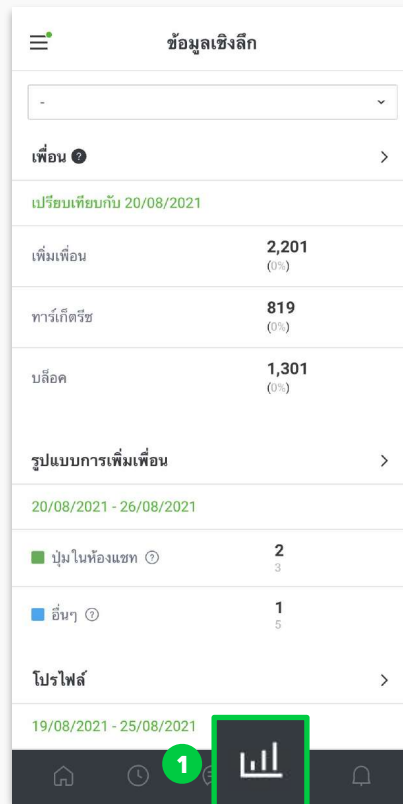 ข้อมูลเชิงลึก
-
เพื่อน ?
เปรียบเทียบกับ 20/08/2021
เพิ่มเพื่อน 2,201
(0%)
ทาร์เก็ตรีช 819
(0%)
บล็อค 1,301
(0%)
รูปแบบการเพิ่มเพื่อน
20/08/2021 - 26/08/2021
ปุ่มในห้องแชท ? 2
3
อื่นๆ ? 1
5
โปรไฟล์
19/08/2021 - 25/08/2021
1